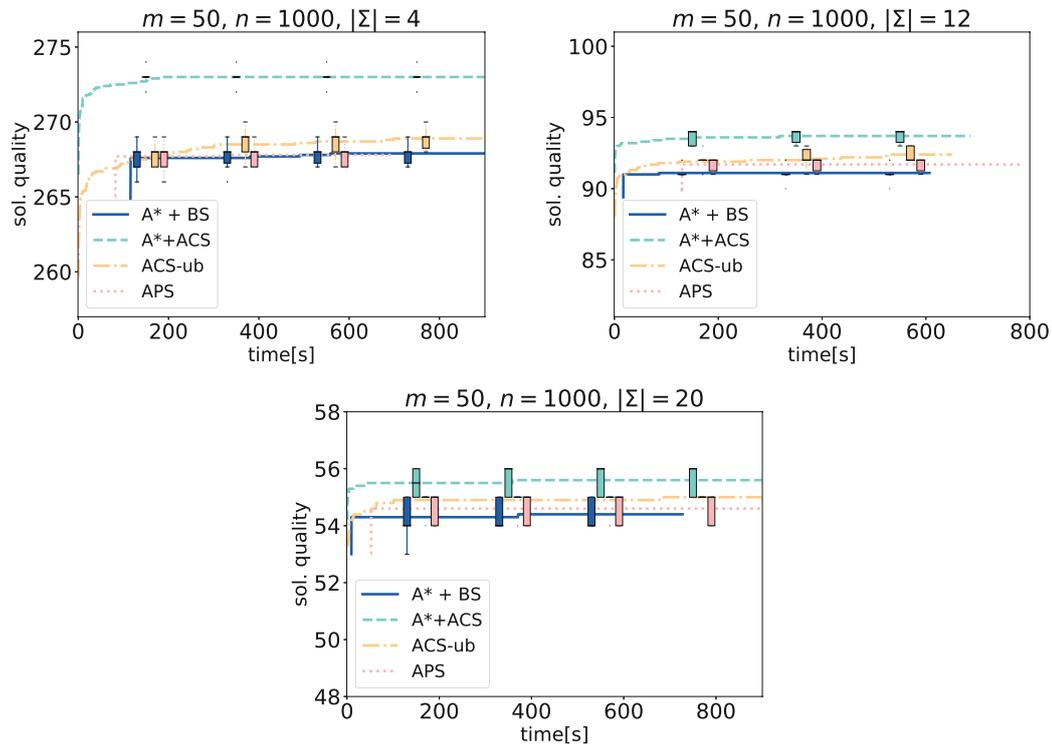 m = 50, n = 1000, |Σ| = 4
275
270
265
260
sol. quality
A* + BS
A*+ACS
ACS-ub
APS
0 200 400 600 800
time[s]
m = 50, n = 1000, |Σ| = 12
100
95
90
85
sol. quality
A* + BS
A*+ACS
ACS-ub
APS
0 200 400 600 800
time[s]
m = 50, n = 1000, |Σ| = 20
58
56
54
52
50
48
sol. quality
A* + BS
A*+ACS
ACS-ub
APS
0 200 400 600 800
time[s]